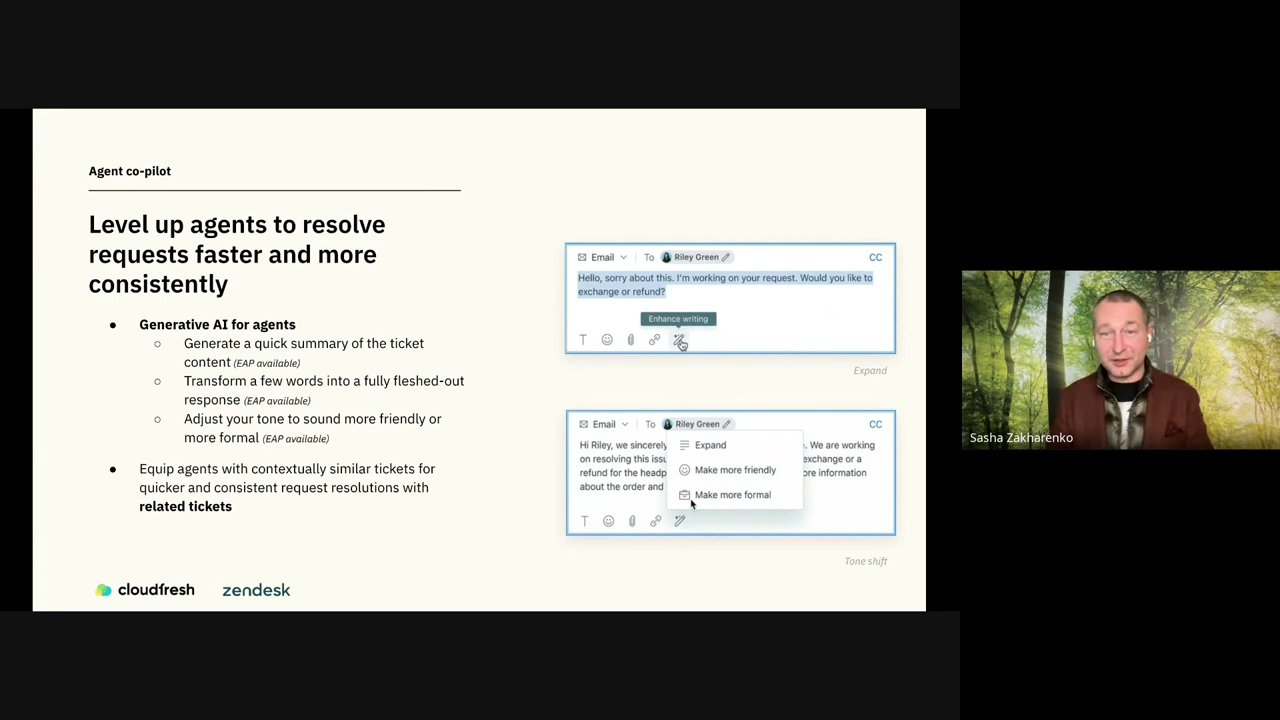 Agent co-pilot
Level up agents to resolve
requests faster and more
consistently
● Generative AI for agents
○ Generate a quick summary of the ticket
content (EAP available)
○ Transform a few words into a fully fleshed-out
response (EAP available)
○ Adjust your tone to sound more friendly or
more formal (EAP available)
● Equip agents with contextually similar tickets for
quicker and consistent request resolutions with
related tickets
cloudfresh zendesk
Email To Riley Green CC
Hello, sorry about this. I'm working on your request. Would you like to
exchange or refund?
Enhance writing
Expand
Email To Riley Green CC
Hi Riley, we sincerely . We are working
on resolving this exchange or a
refund for the information
about the order and
Expand
Make more friendly
Make more formal
Tone shift
Sasha Zakharenko